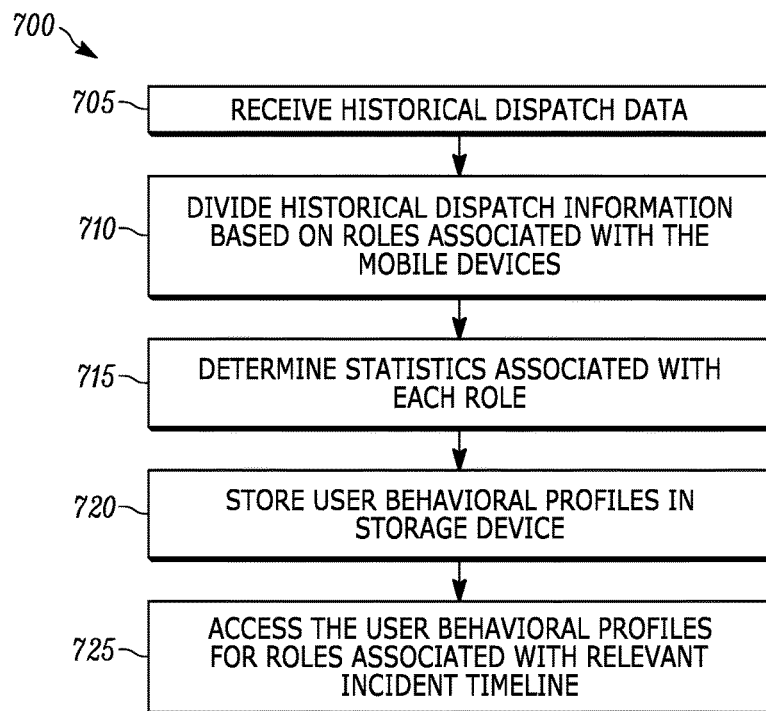 700
705
RECEIVE HISTORICAL DISPATCH DATA
710
DIVIDE HISTORICAL DISPATCH INFORMATION
BASED ON ROLES ASSOCIATED WITH THE
MOBILE DEVICES
715
DETERMINE STATISTICS ASSOCIATED WITH
EACH ROLE
720
STORE USER BEHAVIORAL PROFILES IN
STORAGE DEVICE
725
ACCESS THE USER BEHAVIORAL PROFILES
FOR ROLES ASSOCIATED WITH RELEVANT
INCIDENT TIMELINE